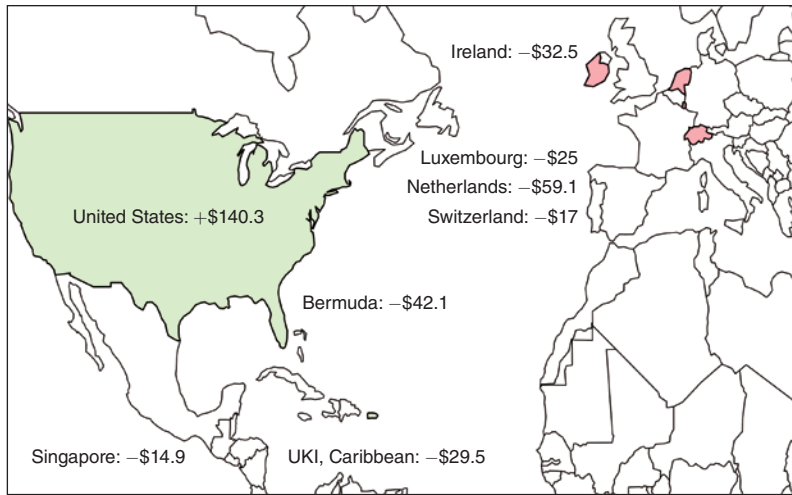 Ireland: −$32.5
Luxembourg: −$25
Netherlands: −$59.1
United States: +$140.3
Switzerland: −$17
Bermuda: −$42.1
Singapore: −$14.9
UKI, Caribbean: −$29.5